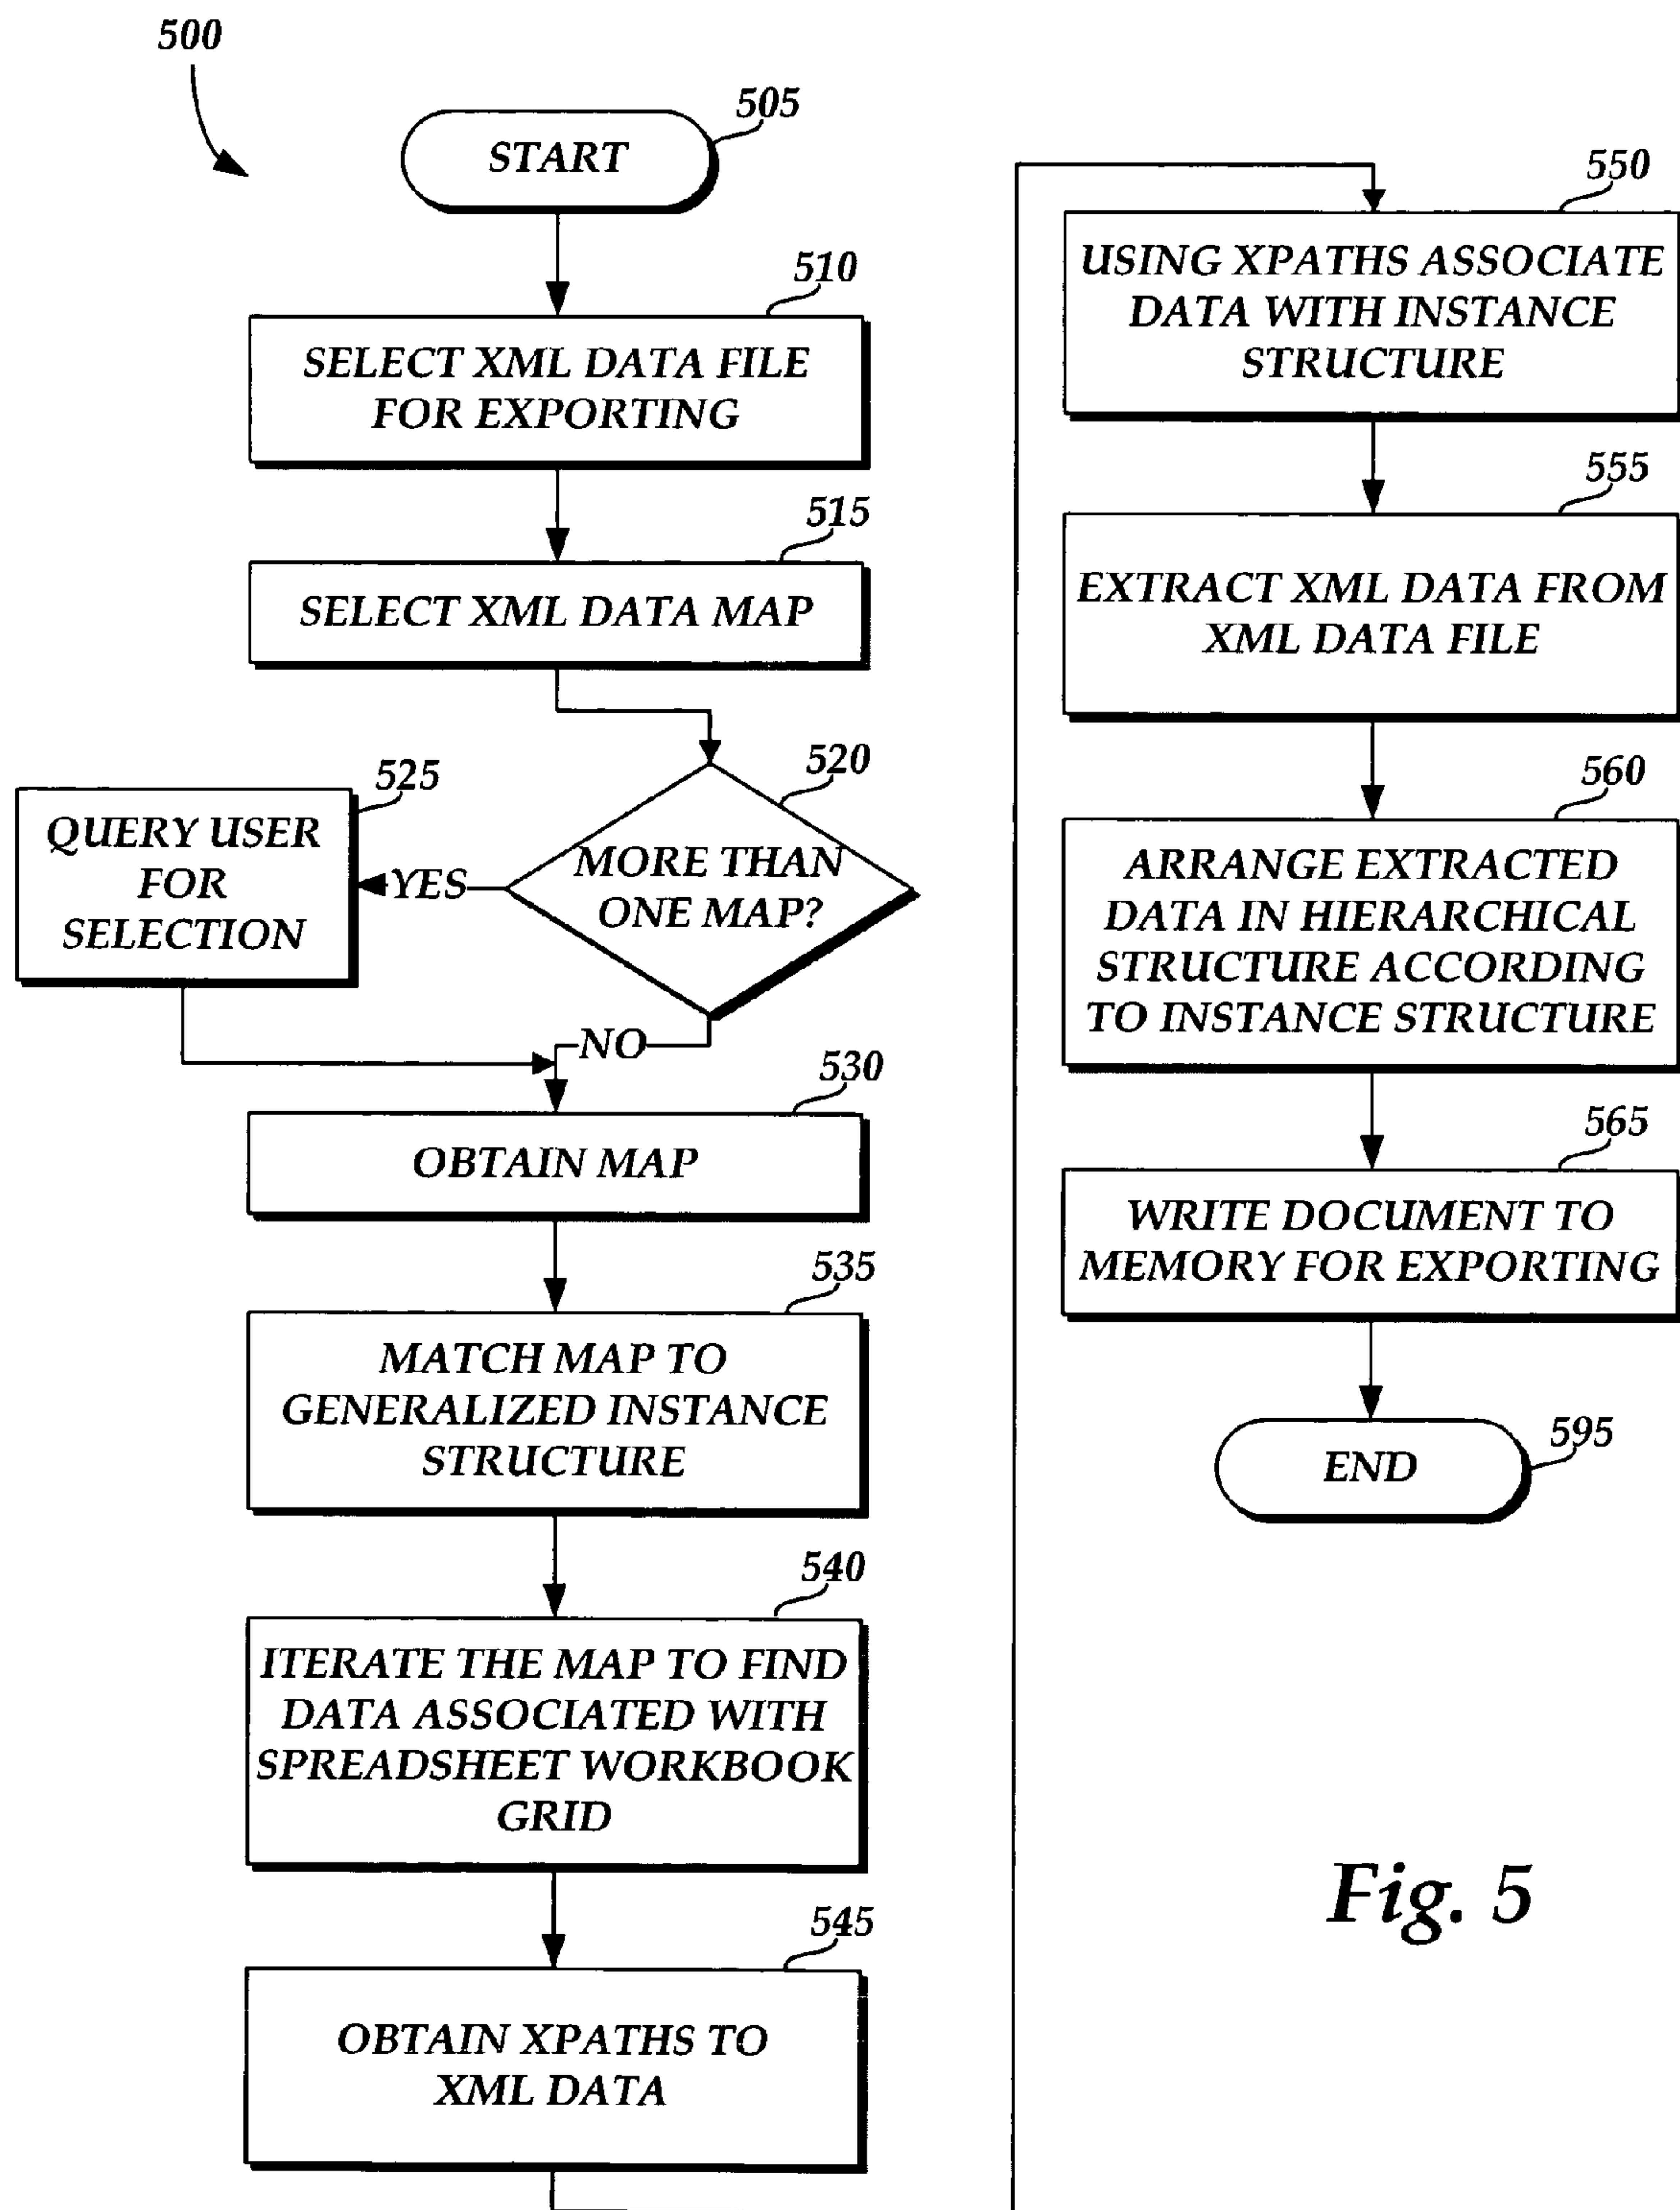 500
505
START
510
SELECT XML DATA FILE
FOR EXPORTING
515
SELECT XML DATA MAP
520
MORE THAN
ONE MAP?
YES
525
QUERY USER
FOR
SELECTION
NO
530
OBTAIN MAP
535
MATCH MAP TO
GENERALIZED INSTANCE
STRUCTURE
540
ITERATE THE MAP TO FIND
DATA ASSOCIATED WITH
SPREADSHEET WORKBOOK
GRID
545
OBTAIN XPATHS TO
XML DATA
550
USING XPATHS ASSOCIATE
DATA WITH INSTANCE
STRUCTURE
555
EXTRACT XML DATA FROM
XML DATA FILE
560
ARRANGE EXTRACTED
DATA IN HIERARCHICAL
STRUCTURE ACCORDING
TO INSTANCE STRUCTURE
565
WRITE DOCUMENT TO
MEMORY FOR EXPORTING
END
595
Fig. 5